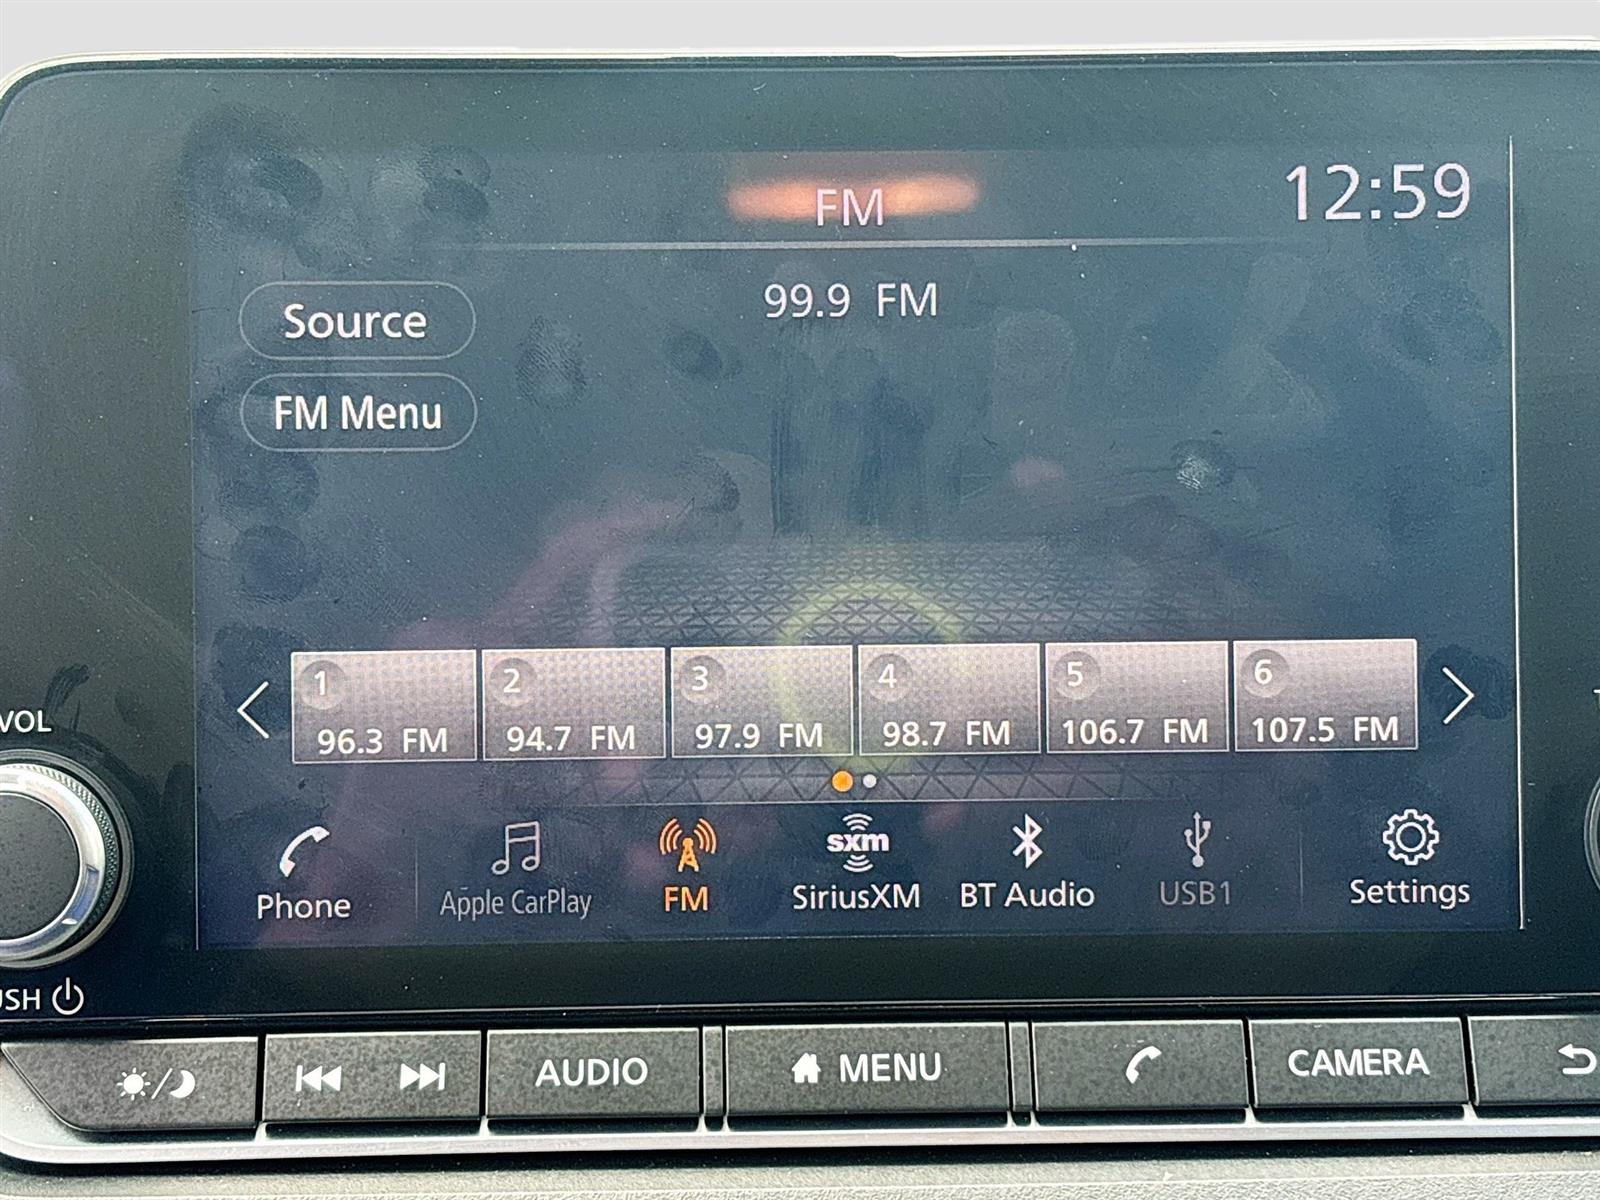 FM
12:59
99.9 FM
Source
FM Menu
1
96.3 FM
2
94.7 FM
3
97.9 FM
4
98.7 FM
5
106.7 FM
6
107.5 FM
VOL
Phone
Apple CarPlay
FM
sxm
SiriusXM
BT Audio
USB1
Settings
USH
AUDIO
MENU
CAMERA